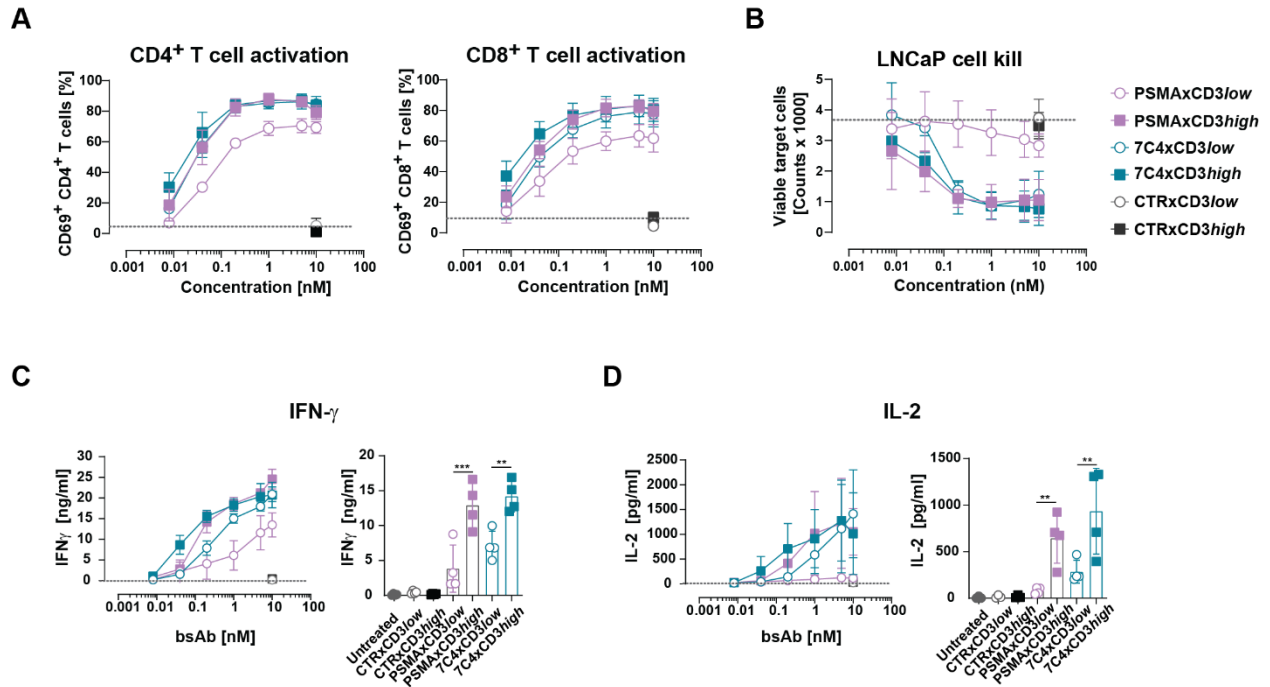 A
CD4+ T cell activation
CD69+ CD4+ T cells [%]
100
80
60
40
20
0
0.001 0.01 0.1 1 10 100
Concentration [nM]
CD8+ T cell activation
CD69+ CD8+ T cells [%]
100
80
60
40
20
0
0.001 0.01 0.1 1 10 100
Concentration [nM]
B
LNCaP cell kill
Viable target cells
[Counts x 1000]
5
4
3
2
1
0
0.001 0.01 0.1 1 10 100
Concentration (nM)
PSMAxCD3low
PSMAxCD3high
7C4xCD3low
7C4xCD3high
CTRxCD3low
CTRxCD3high
C
IFN-γ
IFNγ [ng/ml]
30
25
20
15
10
5
0
0.001 0.01 0.1 1 10 100
bsAb [nM]
IFNγ [ng/ml]
20
15
10
5
0
***
**
Untreated
CTRxCD3low
CTRxCD3high
PSMAxCD3low
PSMAxCD3high
7C4xCD3low
7C4xCD3high
D
IL-2
IL-2 [pg/ml]
2500
2000
1500
1000
500
0
0.001 0.01 0.1 1 10 100
bsAb [nM]
IL-2 [pg/ml]
1500
1000
500
0
**
**
Untreated
CTRxCD3low
CTRxCD3high
PSMAxCD3low
PSMAxCD3high
7C4xCD3low
7C4xCD3high